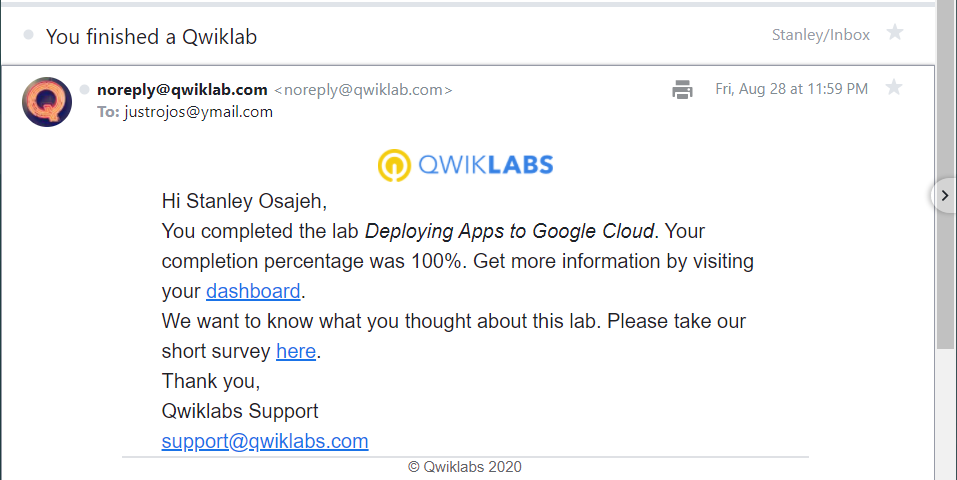 You finished a Qwiklab
Stanley/Inbox
noreply@qwiklab.com <noreply@qwiklab.com>
Fri, Aug 28 at 11:59 PM
To: justrojos@ymail.com
QWIKLABS
Hi Stanley Osajeh,
You completed the lab Deploying Apps to Google Cloud. Your
completion percentage was 100%. Get more information by visiting
your dashboard.
We want to know what you thought about this lab. Please take our
short survey here.
Thank you,
Qwiklabs Support
support@qwiklabs.com
© Qwiklabs 2020